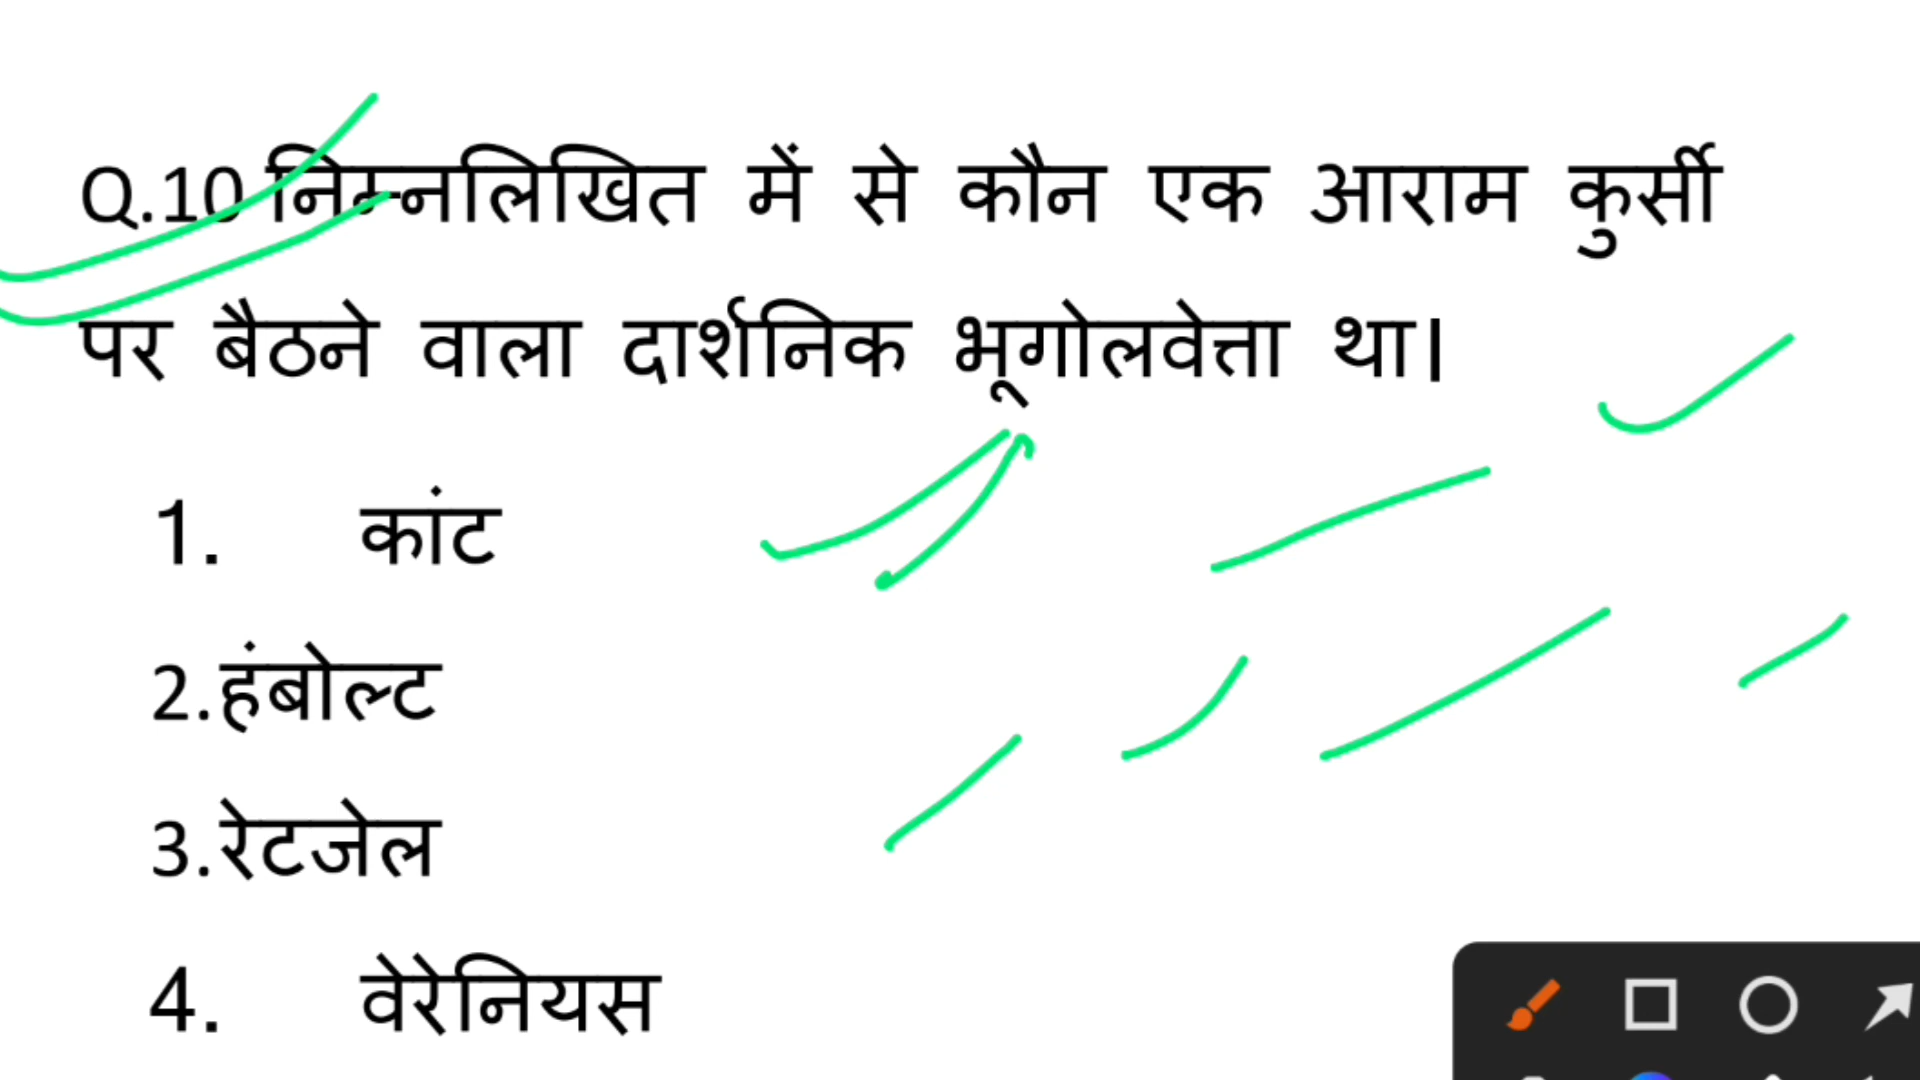 Q.10 निम्नलिखित में से कौन एक आराम कुर्सी
पर बैठने वाला दार्शनिक भूगोलवेत्ता था।
1. कांट
2. हंबोल्ट
3. रेटजेल
4. वेरेनियस